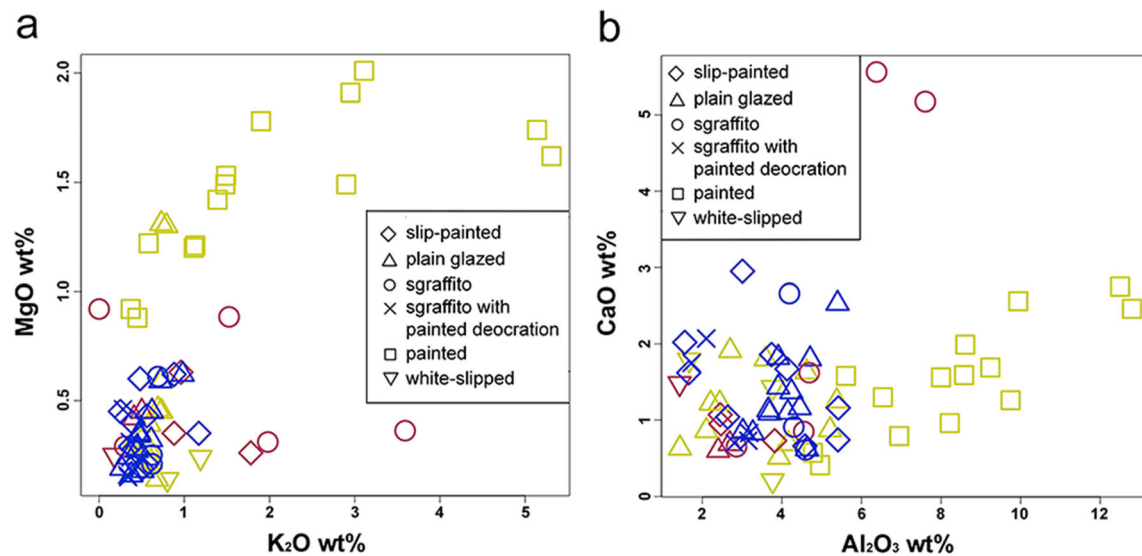 a
2.0
1.5
1.0
0.5
MgO wt%
0 1 2 3 4 5
K₂O wt%
slip-painted
plain glazed
sgraffito
sgraffito with
painted deocration
painted
white-slipped
b
5
4
3
2
1
0
CaO wt%
2 4 6 8 10 12
Al₂O₃ wt%
slip-painted
plain glazed
sgraffito
sgraffito with
painted deocration
painted
white-slipped